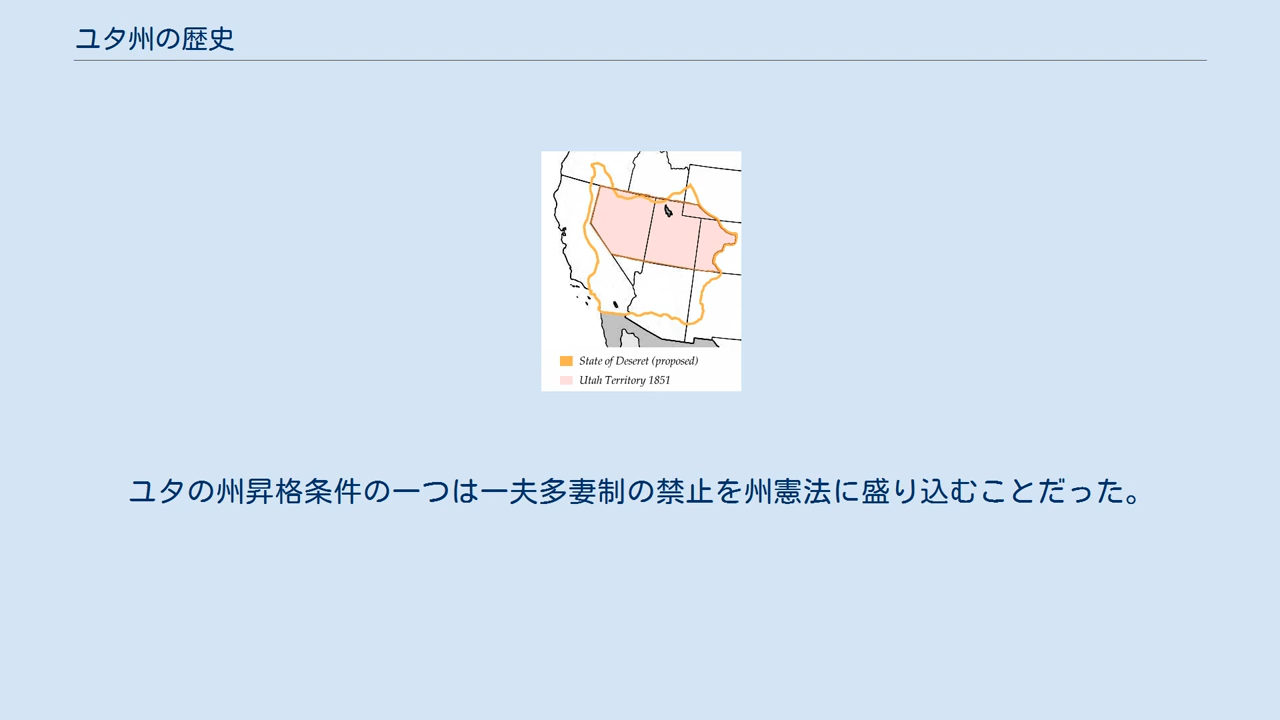 ユタ州の歴史
State of Deseret (proposed)
Utah Territory 1851
ユタの州昇格条件の一つは一夫多妻制の禁止を州憲法に盛り込むことだった。